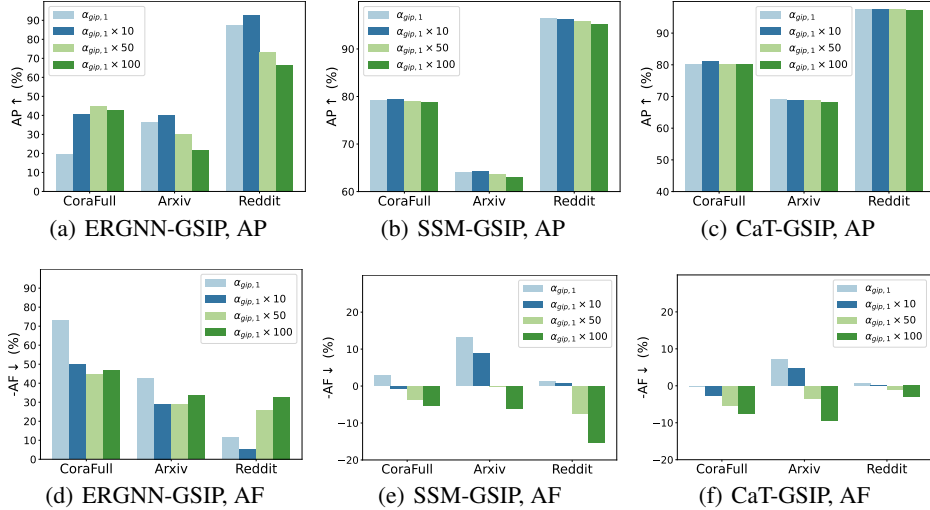 AP ↑ (%)
90
80
70
60
50
40
30
20
10
0
α_{gip, 1}
α_{gip, 1} × 10
α_{gip, 1} × 50
α_{gip, 1} × 100
CoraFull Arxiv Reddit
(a) ERGNN-GSIP, AP
AP ↑ (%)
90
80
70
60
α_{gip, 1}
α_{gip, 1} × 10
α_{gip, 1} × 50
α_{gip, 1} × 100
CoraFull Arxiv Reddit
(b) SSM-GSIP, AP
AP ↑ (%)
90
80
70
60
50
40
α_{gip, 1}
α_{gip, 1} × 10
α_{gip, 1} × 50
α_{gip, 1} × 100
CoraFull Arxiv Reddit
(c) CaT-GSIP, AP
-AF ↓ (%)
90
80
70
60
50
40
30
20
10
0
α_{gip, 1}
α_{gip, 1} × 10
α_{gip, 1} × 50
α_{gip, 1} × 100
CoraFull Arxiv Reddit
(d) ERGNN-GSIP, AF
-AF ↓ (%)
20
10
0
−10
−20
α_{gip, 1}
α_{gip, 1} × 10
α_{gip, 1} × 50
α_{gip, 1} × 100
CoraFull Arxiv Reddit
(e) SSM-GSIP, AF
-AF ↓ (%)
20
10
0
−10
−20
α_{gip, 1}
α_{gip, 1} × 10
α_{gip, 1} × 50
α_{gip, 1} × 100
CoraFull Arxiv Reddit
(f) CaT-GSIP, AF